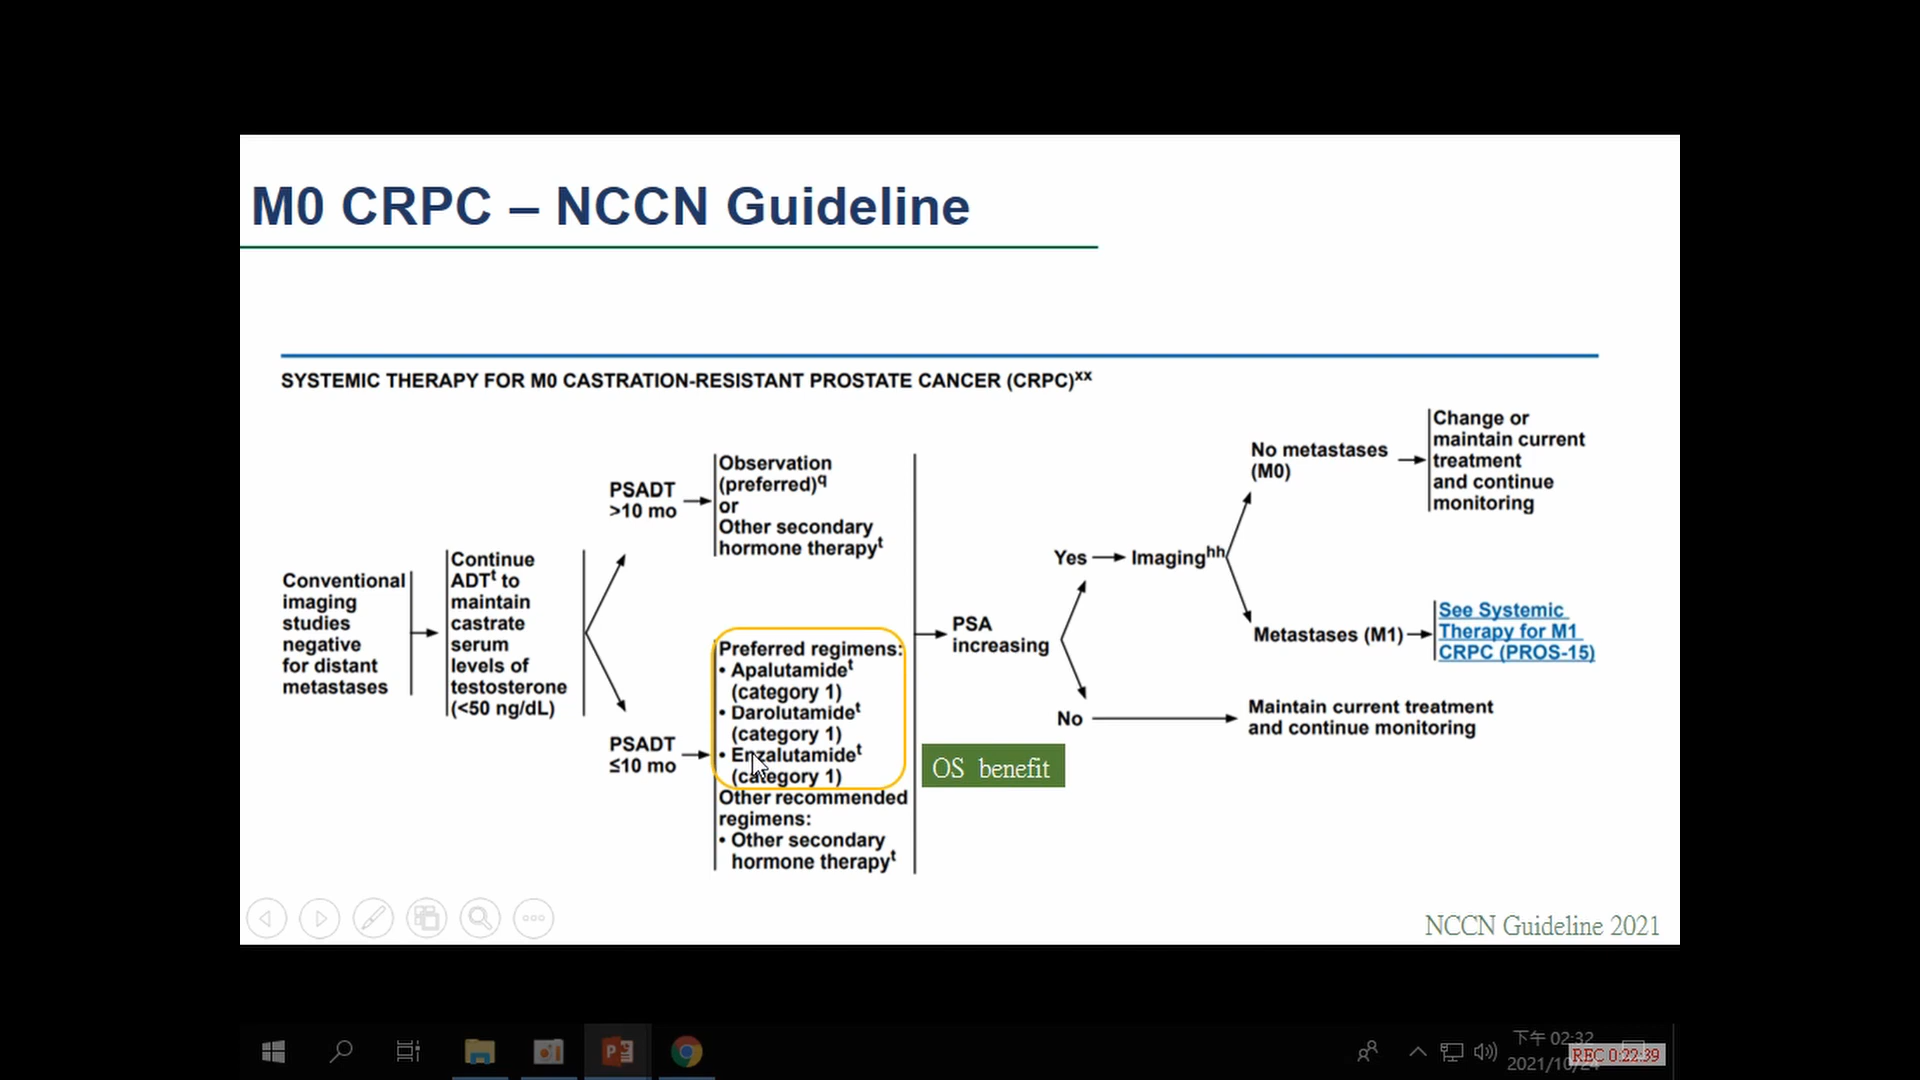 M0 CRPC – NCCN Guideline
SYSTEMIC THERAPY FOR M0 CASTRATION-RESISTANT PROSTATE CANCER (CRPC)xx
Conventional
imaging
studies
negative
for distant
metastases
Continue
ADTt to
maintain
castrate
serum
levels of
testosterone
(<50 ng/dL)
PSADT
>10 mo
Observation
(preferred)q
or
Other secondary
hormone therapyt
PSADT
≤10 mo
Preferred regimens:
• Apalutamidet
(category 1)
• Darolutamidet
(category 1)
• Enzalutamidet
(category 1)
Other recommended
regimens:
• Other secondary
hormone therapyt
OS benefit
PSA
increasing
Yes
Imaginghh
No metastases
(M0)
Change or
maintain current
treatment
and continue
monitoring
Metastases (M1)
See Systemic
Therapy for M1
CRPC (PROS-15)
No
Maintain current treatment
and continue monitoring
NCCN Guideline 2021
下午 02:32
2021/10/24
REC 0:22:39